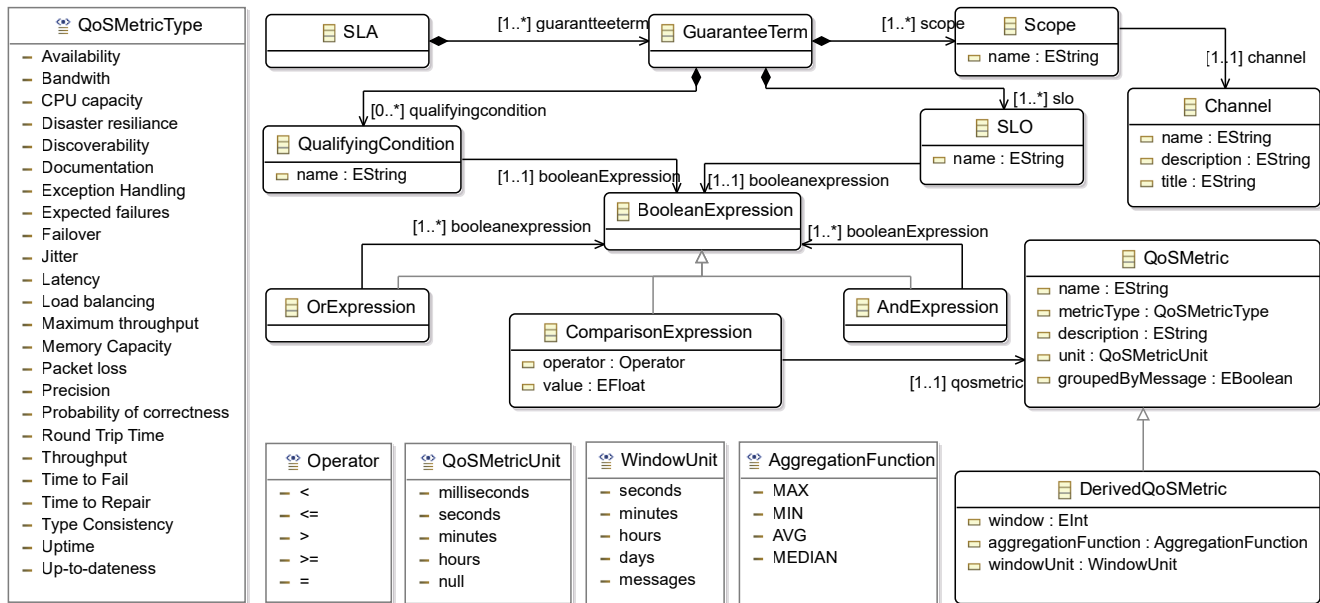 QoSMetricType
Availability
Bandwith
CPU capacity
Disaster resiliance
Discoverability
Documentation
Exception Handling
Expected failures
Failover
Jitter
Latency
Load balancing
Maximum throughput
Memory Capacity
Packet loss
Precision
Probability of correctness
Round Trip Time
Throughput
Time to Fail
Time to Repair
Type Consistency
Uptime
Up-to-dateness
SLA
[1..*] guarantteeterm
GuaranteeTerm
[1..*] scope
Scope
name : EString
[1..1] channel
Channel
name : EString
description : EString
title : EString
[0..*] qualifyingcondition
QualifyingCondition
name : EString
[1..*] slo
SLO
name : EString
[1..1] booleanExpression
[1..1] booleanexpression
BooleanExpression
[1..*] booleanexpression
[1..*] booleanExpression
OrExpression
ComparisonExpression
operator : Operator
value : EFloat
AndExpression
[1..1] qosmetric
QoSMetric
name : EString
metricType : QoSMetricType
description : EString
unit : QoSMetricUnit
groupedByMessage : EBoolean
Operator
<
<=
>
>=
=
QoSMetricUnit
milliseconds
seconds
minutes
hours
null
WindowUnit
seconds
minutes
hours
days
messages
AggregationFunction
MAX
MIN
AVG
MEDIAN
DerivedQoSMetric
window : EInt
aggregationFunction : AggregationFunction
windowUnit : WindowUnit